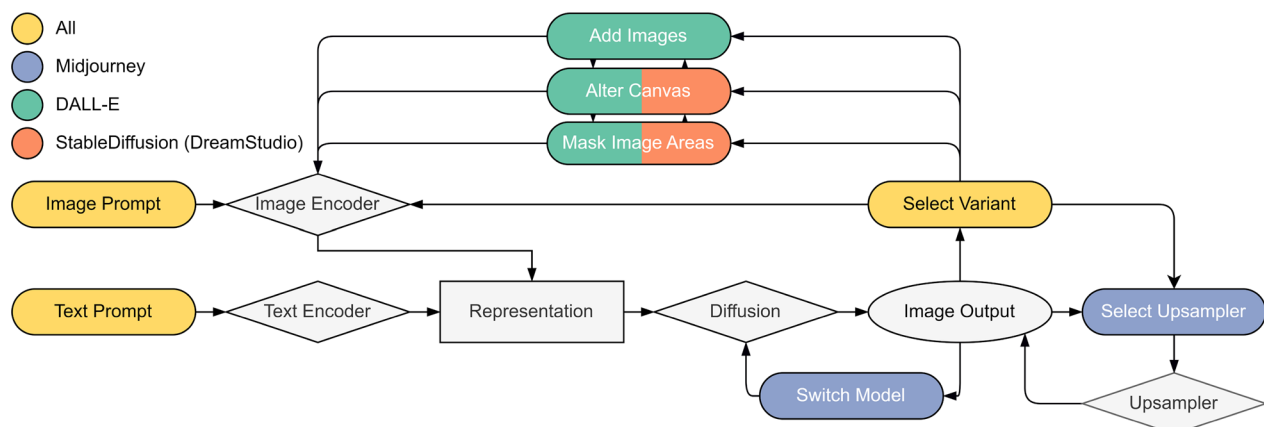 All
Midjourney
DALL-E
StableDiffusion (DreamStudio)
Add Images
Alter Canvas
Mask Image Areas
Image Prompt
Image Encoder
Select Variant
Text Prompt
Text Encoder
Representation
Diffusion
Image Output
Select Upsampler
Switch Model
Upsampler